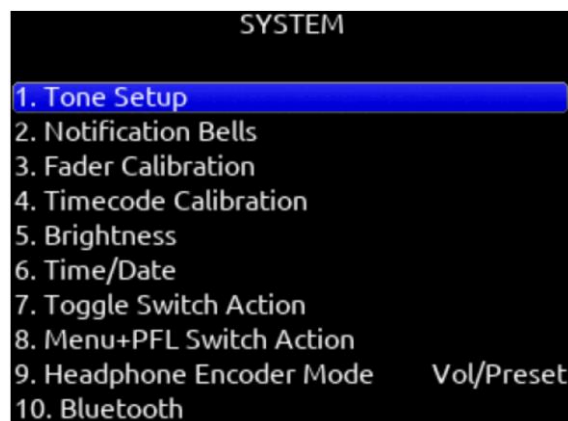 SYSTEM
1. Tone Setup
2. Notification Bells
3. Fader Calibration
4. Timecode Calibration
5. Brightness
6. Time/Date
7. Toggle Switch Action
8. Menu+PFL Switch Action
9. Headphone Encoder Mode Vol/Preset
10. Bluetooth